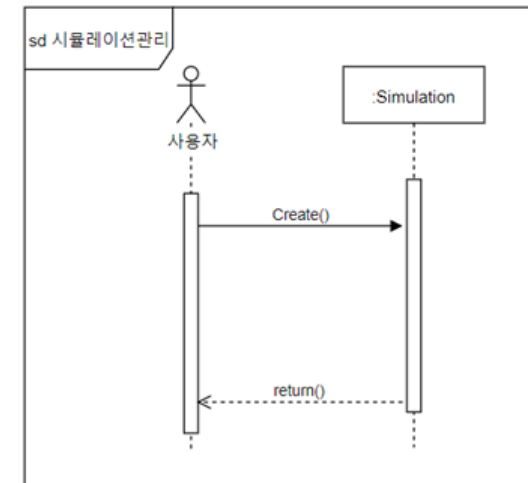 sd 시뮬레이션관리
:Simulation
사용자
Create()
return()